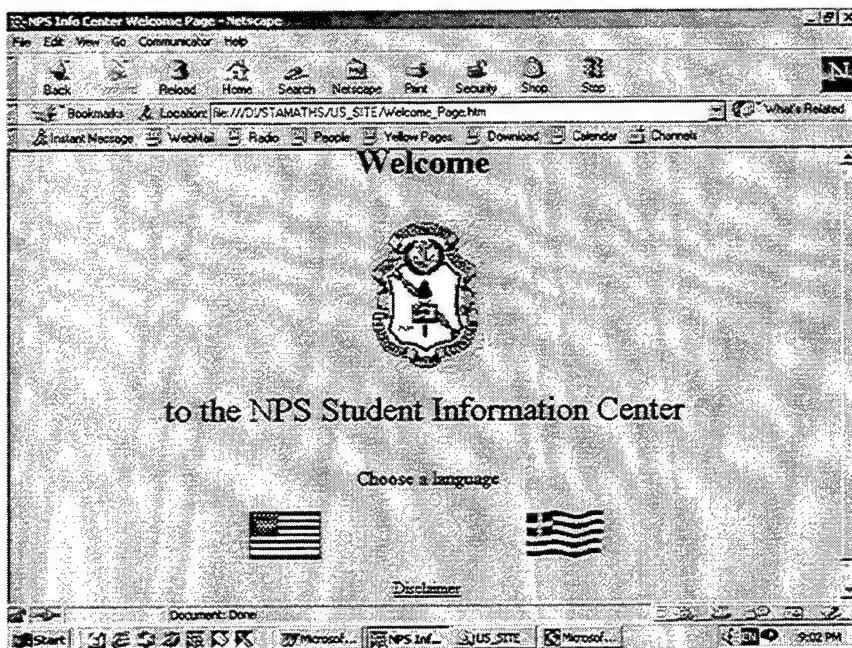 NPS Info Center Welcome Page - Netscape
File Edit View Go Communicator Help
Back Reload Home Search Netscape Print Security Shop Stop
N
Bookmarks Location: file:///D|/STAMATHS/US_SITE/Welcome_Page.htm What's Related
Instant Message WebMail Radio People Yellow Pages Download Calendar Channels
Welcome
to the NPS Student Information Center
Choose a language
Disclaimer
Document: Done
Start Microsof... NPS Inf... US_SITE Microsof... EN 9:02 PM